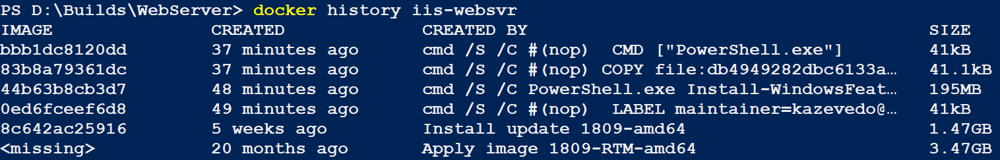 PS D:\Builds\WebServer> docker history iis-websvr
IMAGE CREATED CREATED BY SIZE
bbb1dc8120dd 37 minutes ago cmd /S /C #(nop)  CMD ["PowerShell.exe"] 41kB
83b8a79361dc 37 minutes ago cmd /S /C #(nop) COPY file:db4949282dbc6133a… 41.1kB
44b63b8cb3d7 48 minutes ago cmd /S /C PowerShell.exe Install-WindowsFeat… 195MB
0ed6fceef6d8 49 minutes ago cmd /S /C #(nop)  LABEL maintainer=kazevedo@… 41kB
8c642ac25916 5 weeks ago Install update 1809-amd64 1.47GB
<missing> 20 months ago Apply image 1809-RTM-amd64 3.47GB